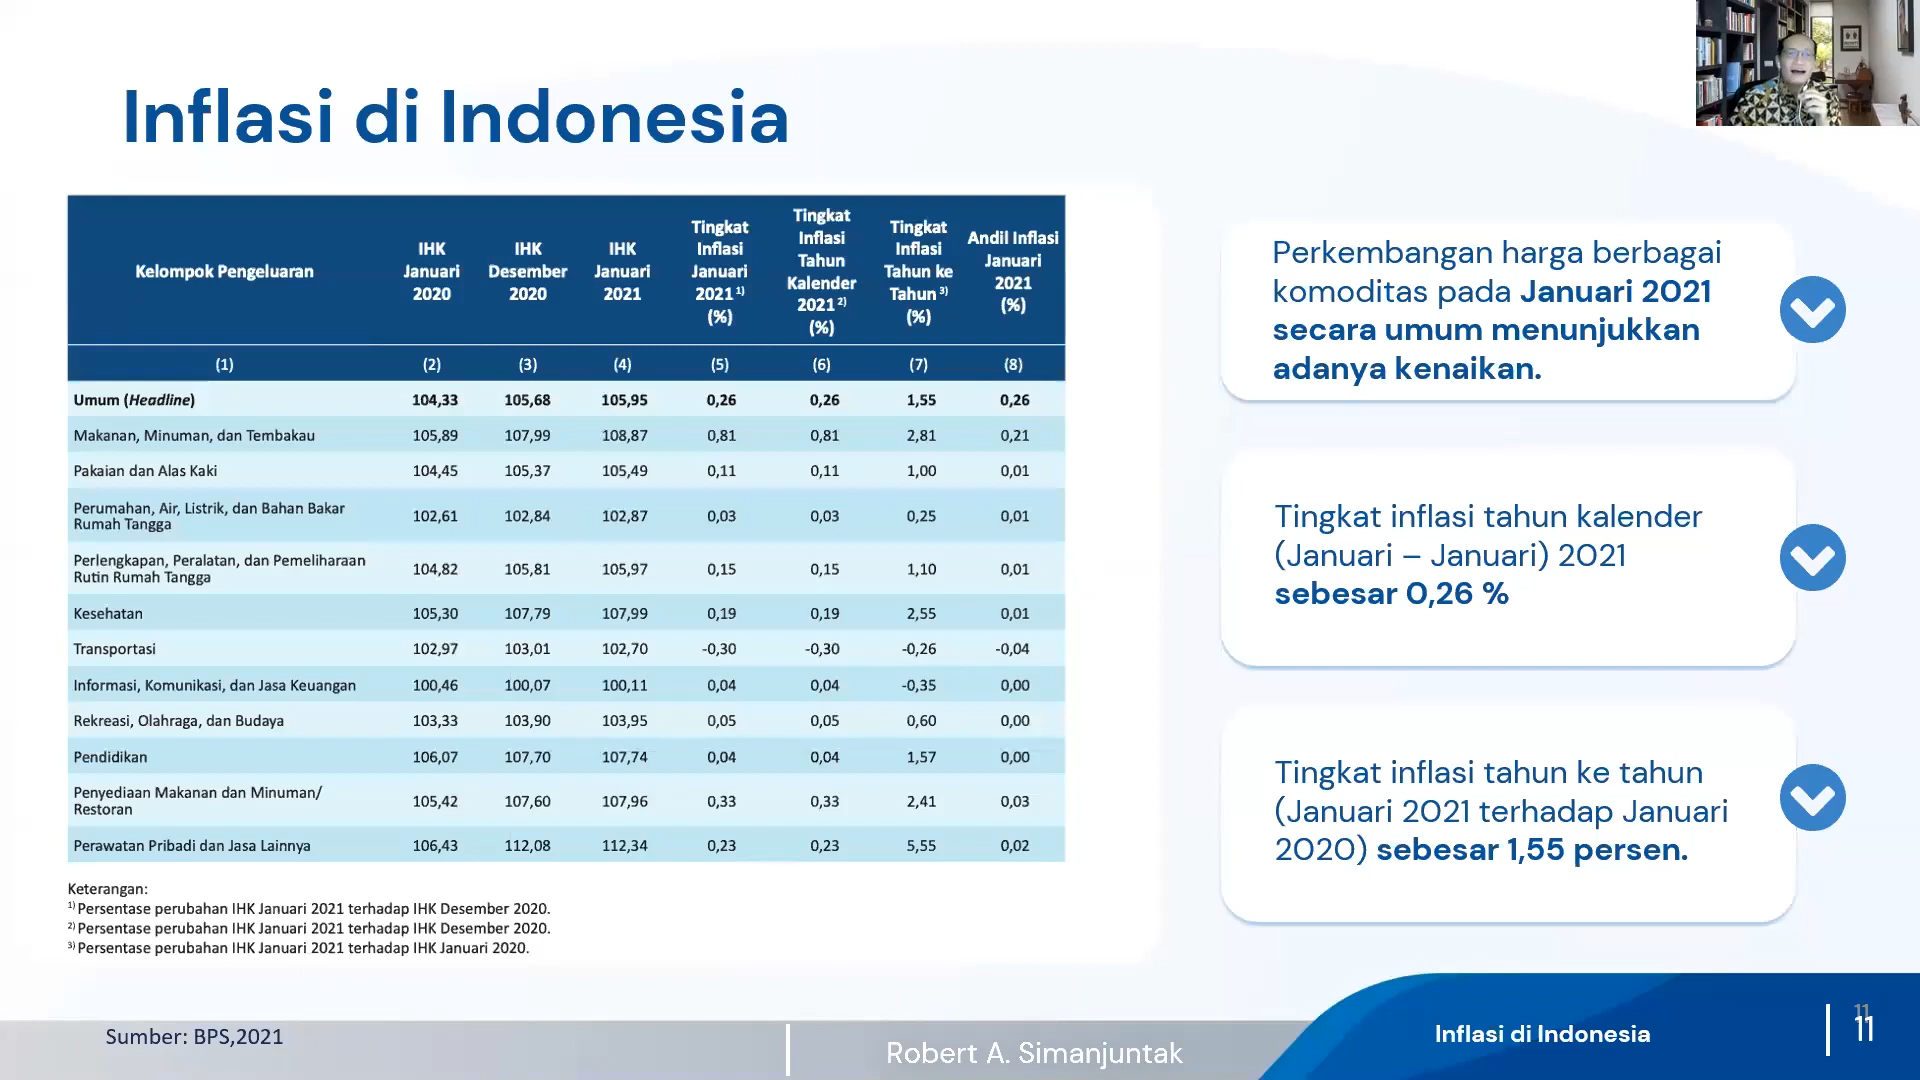 Inflasi di Indonesia
Kelompok Pengeluaran | IHK Januari 2020 | IHK Desember 2020 | IHK Januari 2021 | Tingkat Inflasi Januari 2021 ¹⁾ (%) | Tingkat Inflasi Tahun Kalender 2021 ²⁾ (%) | Tingkat Inflasi Tahun ke Tahun ³⁾ (%) | Andil Inflasi Januari 2021 (%)
(1) (2) (3) (4) (5) (6) (7) (8)
Umum (Headline) 104,33 105,68 105,95 0,26 0,26 1,55 0,26
Makanan, Minuman, dan Tembakau 105,89 107,99 108,87 0,81 0,81 2,81 0,21
Pakaian dan Alas Kaki 104,45 105,37 105,49 0,11 0,11 1,00 0,01
Perumahan, Air, Listrik, dan Bahan Bakar
Rumah Tangga 102,61 102,84 102,87 0,03 0,03 0,25 0,01
Perlengkapan, Peralatan, dan Pemeliharaan
Rutin Rumah Tangga 104,82 105,81 105,97 0,15 0,15 1,10 0,01
Kesehatan 105,30 107,79 107,99 0,19 0,19 2,55 0,01
Transportasi 102,97 103,01 102,70 -0,30 -0,30 -0,26 -0,04
Informasi, Komunikasi, dan Jasa Keuangan 100,46 100,07 100,11 0,04 0,04 -0,35 0,00
Rekreasi, Olahraga, dan Budaya 103,33 103,90 103,95 0,05 0,05 0,60 0,00
Pendidikan 106,07 107,70 107,74 0,04 0,04 1,57 0,00
Penyediaan Makanan dan Minuman/
Restoran 105,42 107,60 107,96 0,33 0,33 2,41 0,03
Perawatan Pribadi dan Jasa Lainnya 106,43 112,08 112,34 0,23 0,23 5,55 0,02
Keterangan:
¹⁾ Persentase perubahan IHK Januari 2021 terhadap IHK Desember 2020.
²⁾ Persentase perubahan IHK Januari 2021 terhadap IHK Desember 2020.
³⁾ Persentase perubahan IHK Januari 2021 terhadap IHK Januari 2020.
Perkembangan harga berbagai
komoditas pada Januari 2021
secara umum menunjukkan
adanya kenaikan.
Tingkat inflasi tahun kalender
(Januari – Januari) 2021
sebesar 0,26 %
Tingkat inflasi tahun ke tahun
(Januari 2021 terhadap Januari
2020) sebesar 1,55 persen.
Sumber: BPS,2021
Robert A. Simanjuntak
Inflasi di Indonesia
11
11